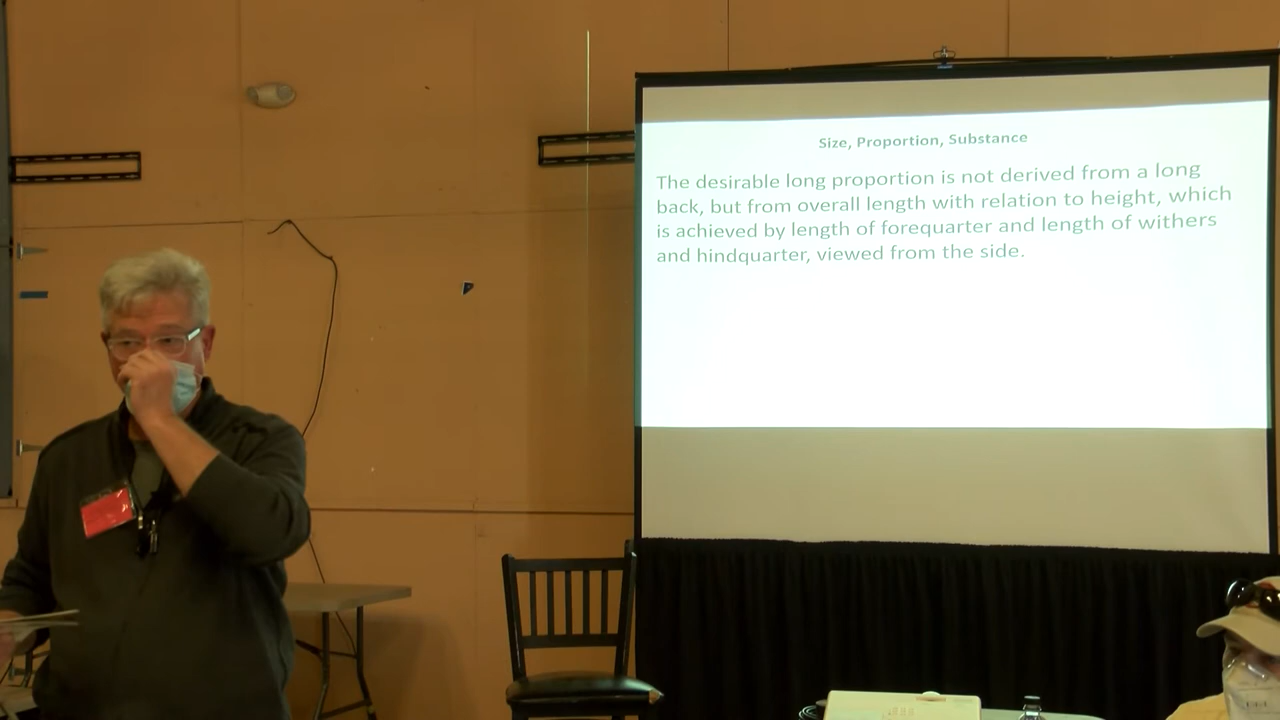 Size, Proportion, Substance
The desirable long proportion is not derived from a long
back, but from overall length with relation to height, which
is achieved by length of forequarter and length of withers
and hindquarter, viewed from the side.